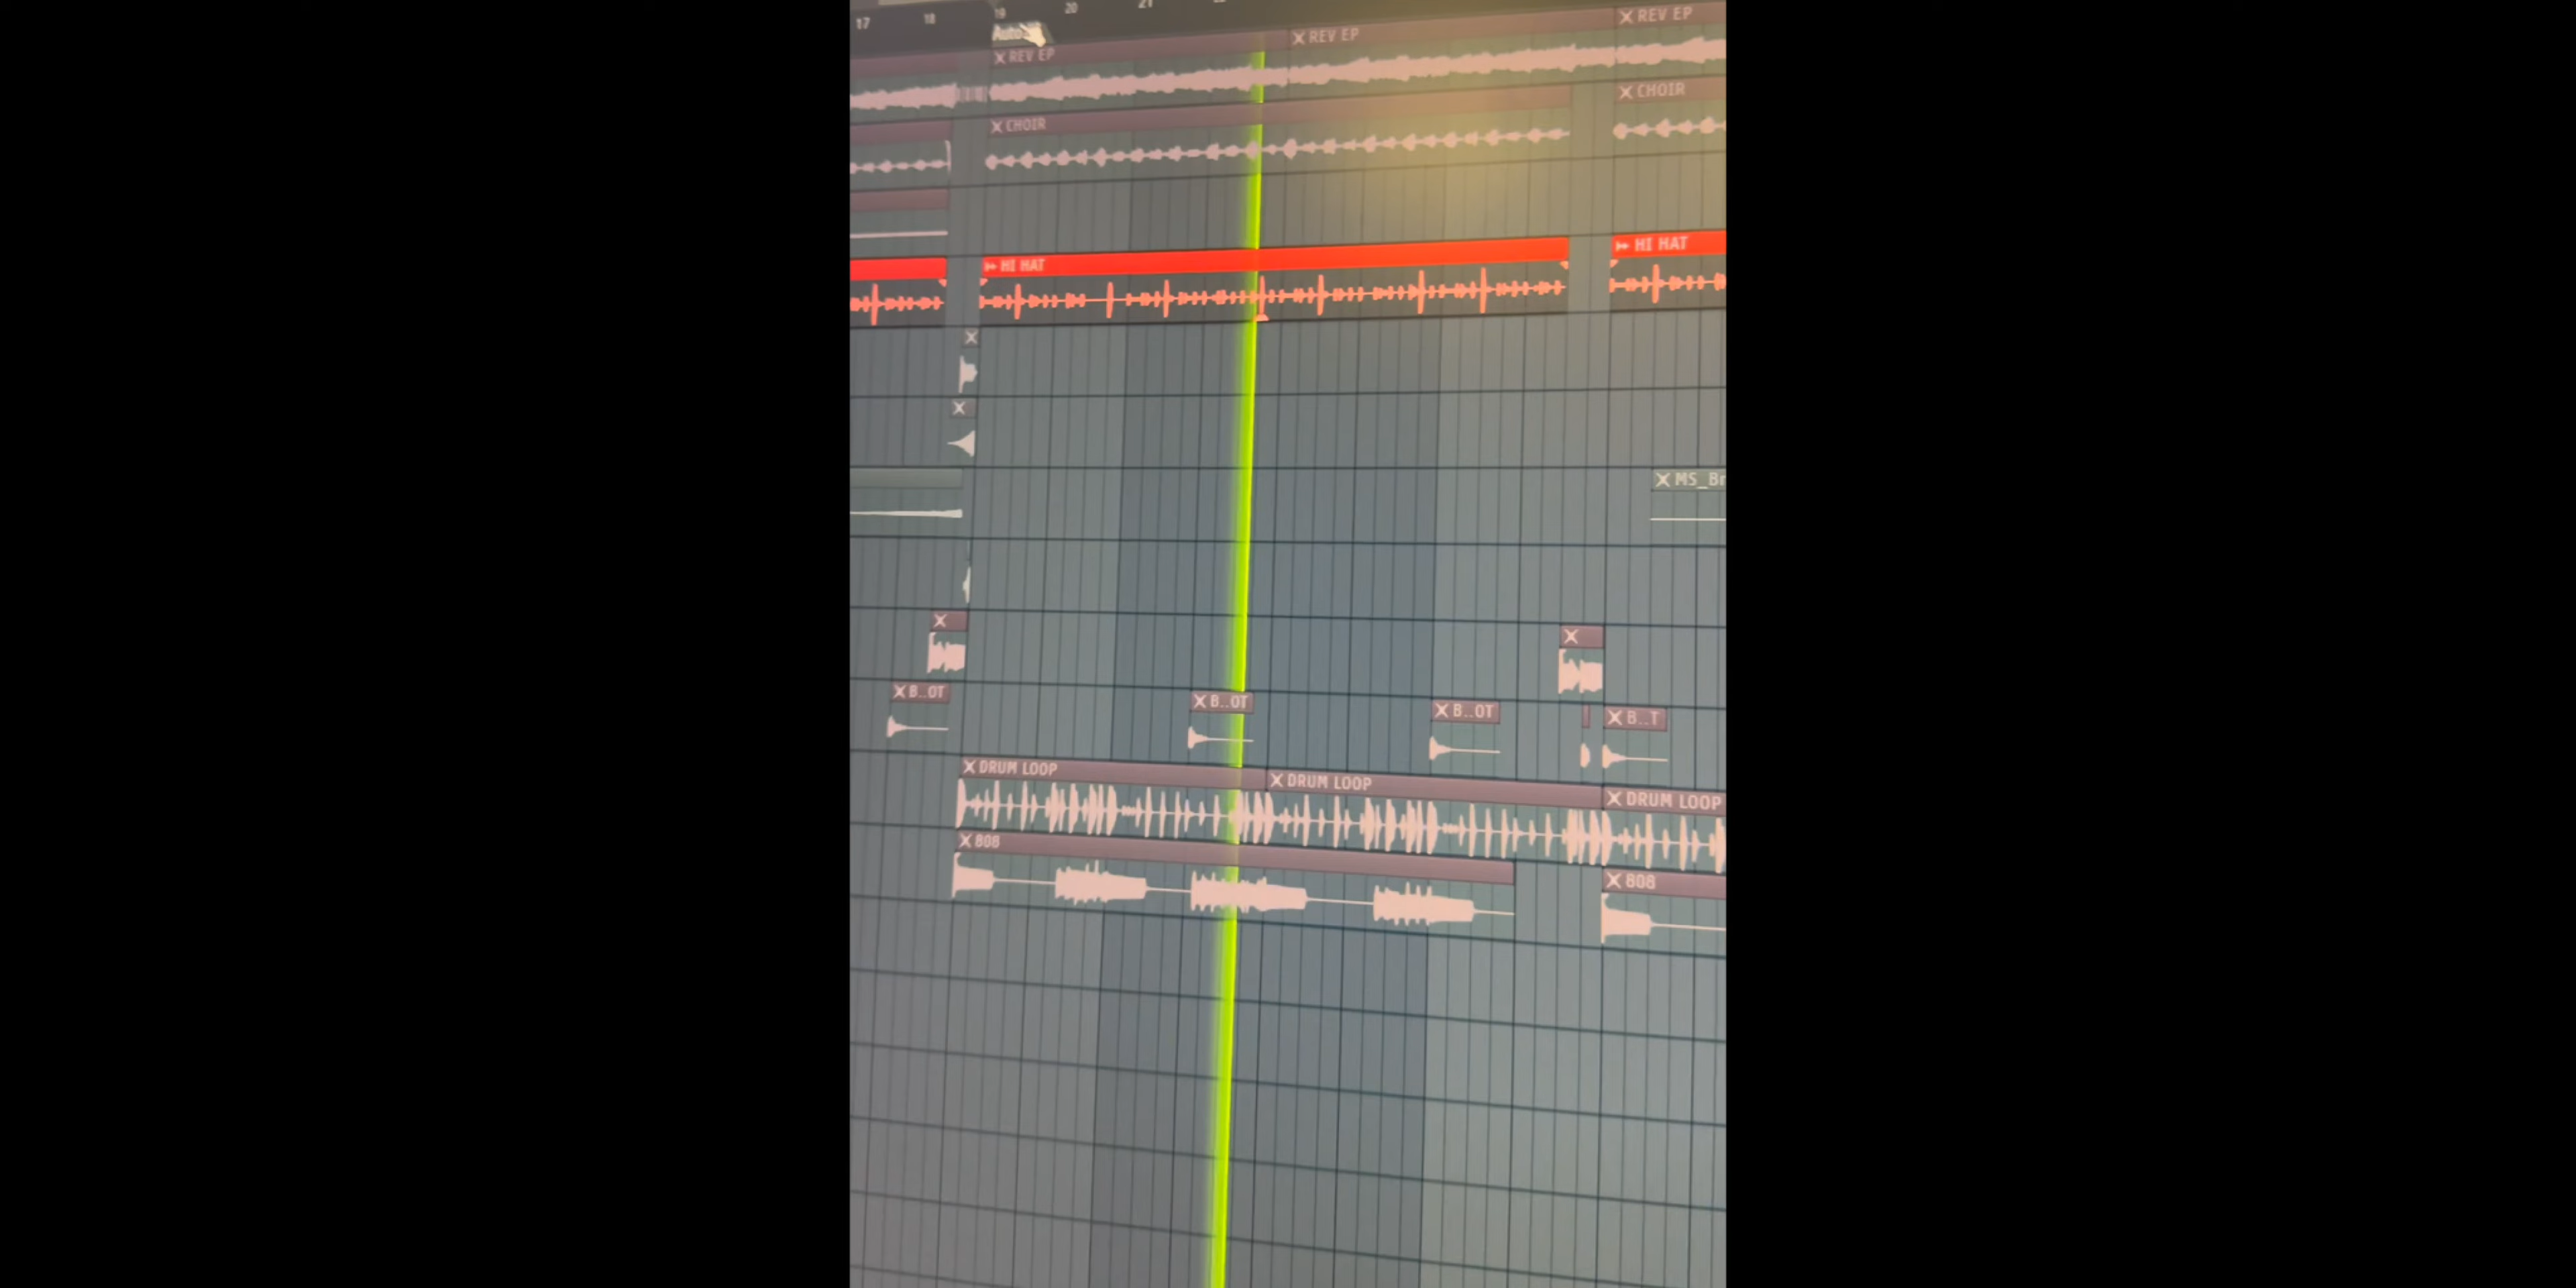 17 18 19 20 21
Auto
REV EP REV EP REV EP
CHOIR CHOIR
HI HAT HI HAT
MS_Br
B..OT B..OT B..OT B..T
DRUM LOOP DRUM LOOP DRUM LOOP
808 808